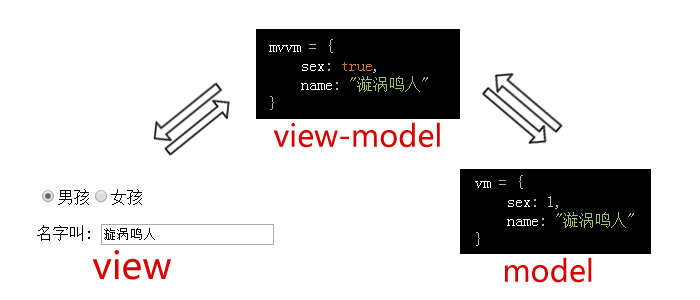 mvvm = {
sex: true,
name: "漩涡鸣人"
}
view-model
男孩 女孩
名字叫: 漩涡鸣人
view
vm = {
sex: 1,
name: "漩涡鸣人"
}
model